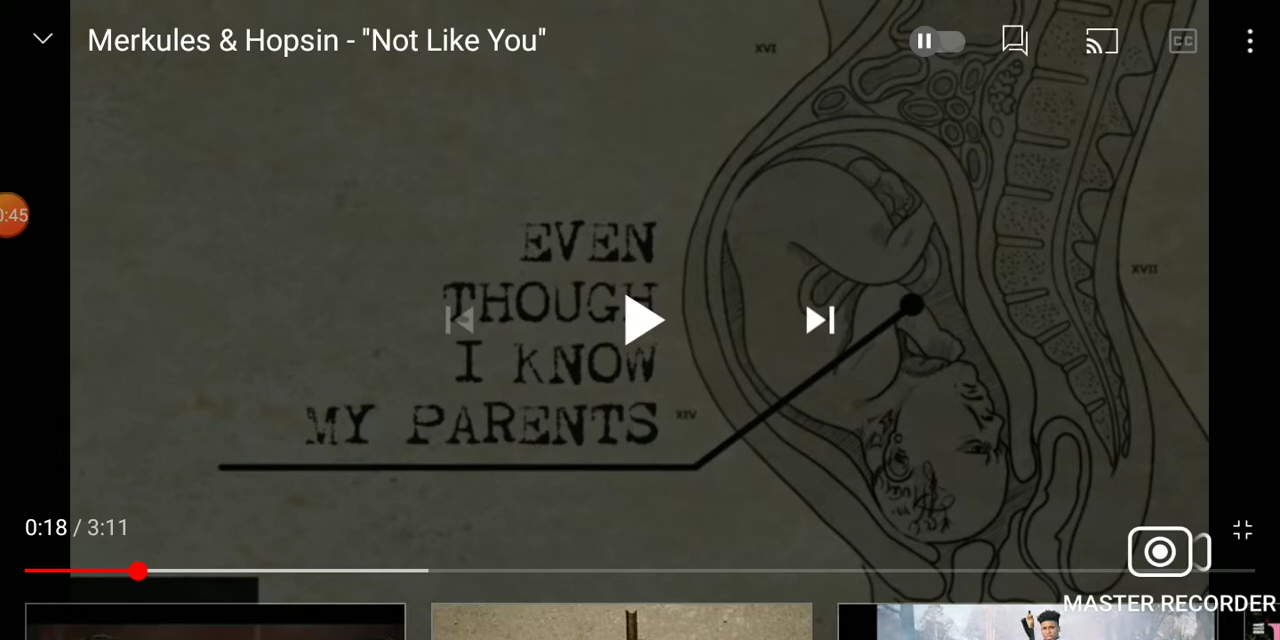 Merkules & Hopsin - "Not Like You"
CC
XVI
0:45
EVEN
THOUGH
I KNOW
MY PARENTS
XIV
XVII
0:18 / 3:11
MASTER RECORDER